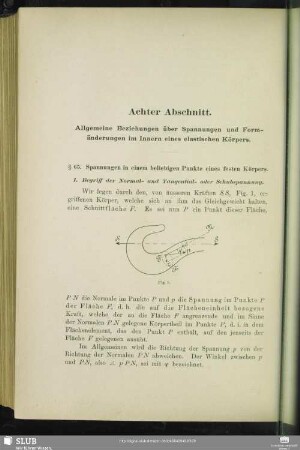 Achter Abschnitt.
Allgemeine Beziehungen über Spannungen und Form-
änderungen im Innern eines elastischen Körpers.
§ 65. Spannungen in einem beliebigen Punkte eines festen Körpers.
1. Begriff der Normal- und Tangential- oder Schubspannung.
Wir legen durch den, von äusseren Kräften SS, Fig. 1, er-
griffenen Körper, welche sich an ihm das Gleichgewicht halten,
eine Schnittfläche F. Es sei nun P ein Punkt dieser Fläche,
Fig. 1.
PN die Normale im Punkte P und p die Spannung im Punkte P
der Fläche F, d. h. die auf die Flächeneinheit bezogene
Kraft, welche der an die Fläche F angrenzende und im Sinne
der Normalen PN gelegene Körpertheil im Punkte P, d. h. in dem
Flächenelement, das den Punkt P enthält, auf den jenseits der
Fläche F gelegenen ausübt.
Im Allgemeinen wird die Richtung der Spannung p von der
Richtung der Normalen PN abweichen. Der Winkel zwischen p
und PN, also ∠ p PN, sei mit φ bezeichnet.
SLUB